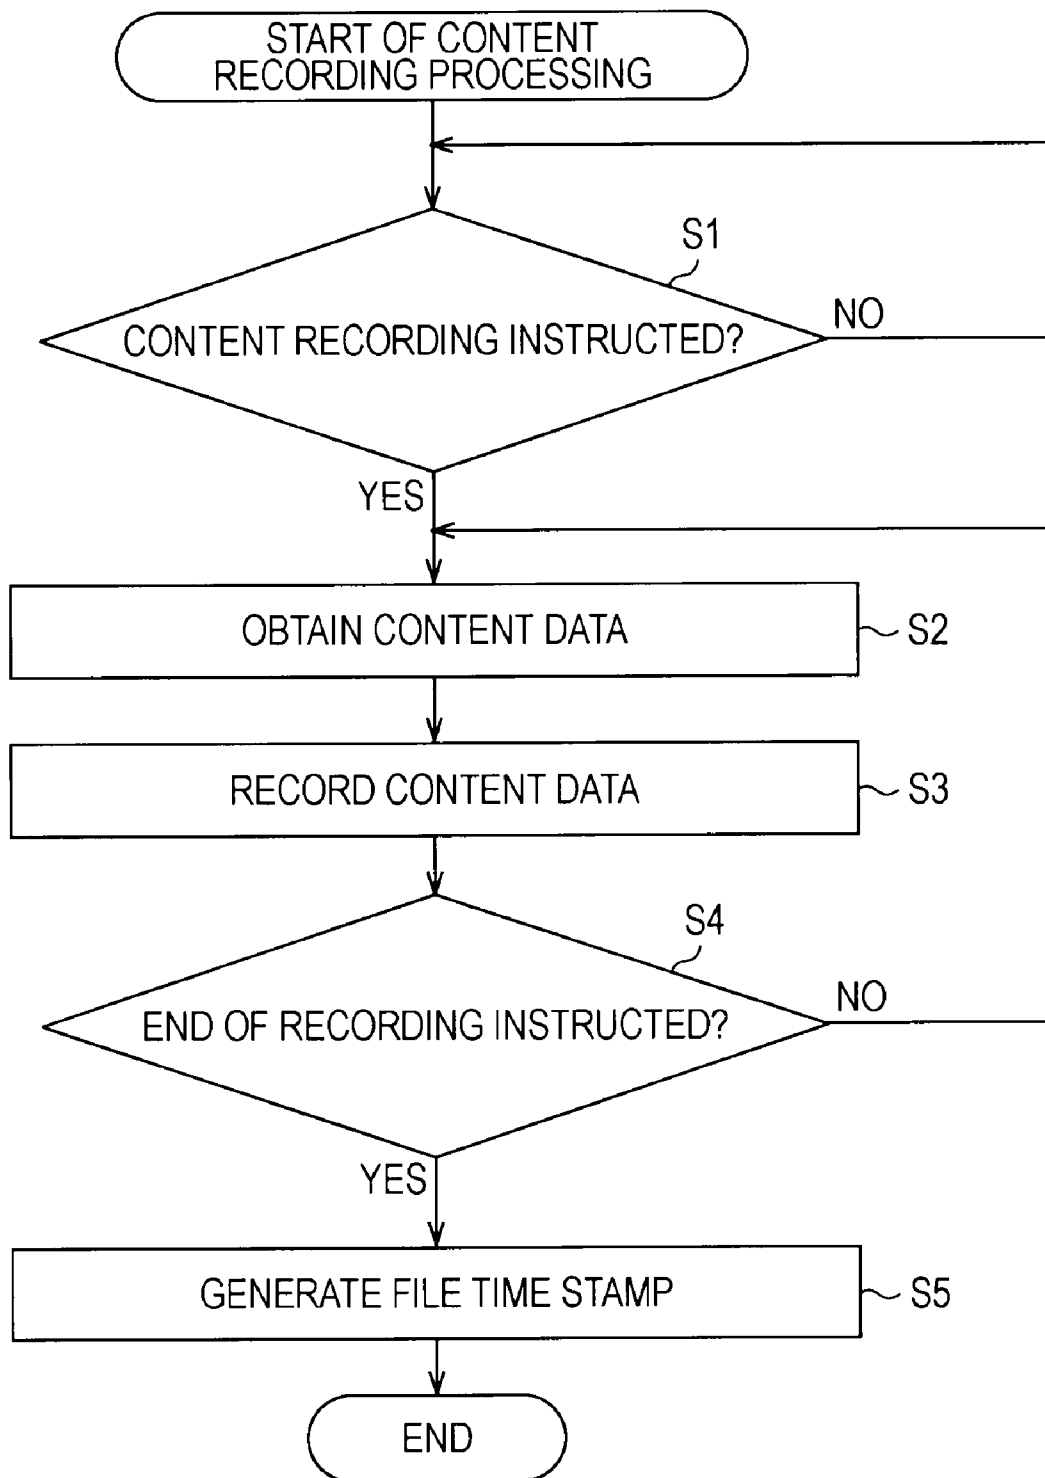 START OF CONTENT
RECORDING PROCESSING
S1
CONTENT RECORDING INSTRUCTED?
NO
YES
OBTAIN CONTENT DATA
S2
RECORD CONTENT DATA
S3
S4
END OF RECORDING INSTRUCTED?
NO
YES
GENERATE FILE TIME STAMP
S5
END